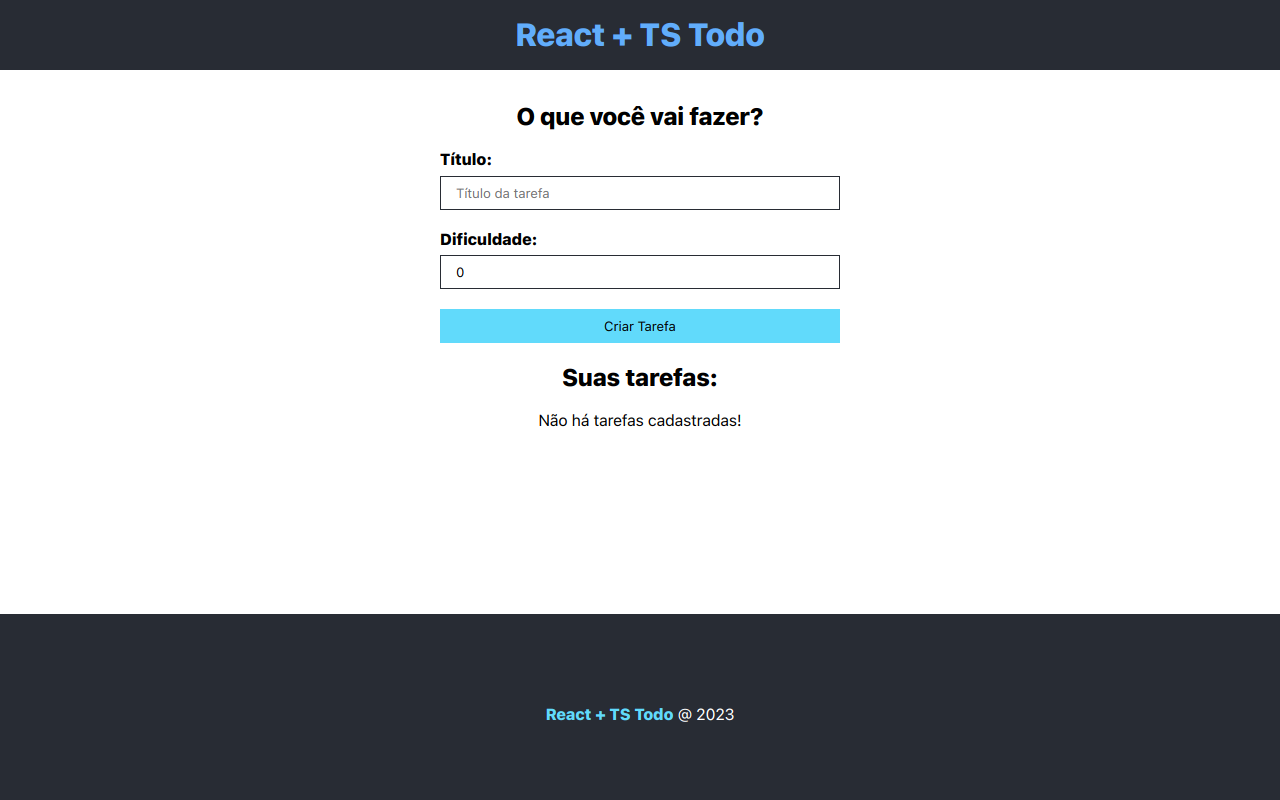 React + TS Todo
O que você vai fazer?
Título:
Título da tarefa
Dificuldade:
0
Criar Tarefa
Suas tarefas:
Não há tarefas cadastradas!
React + TS Todo @ 2023